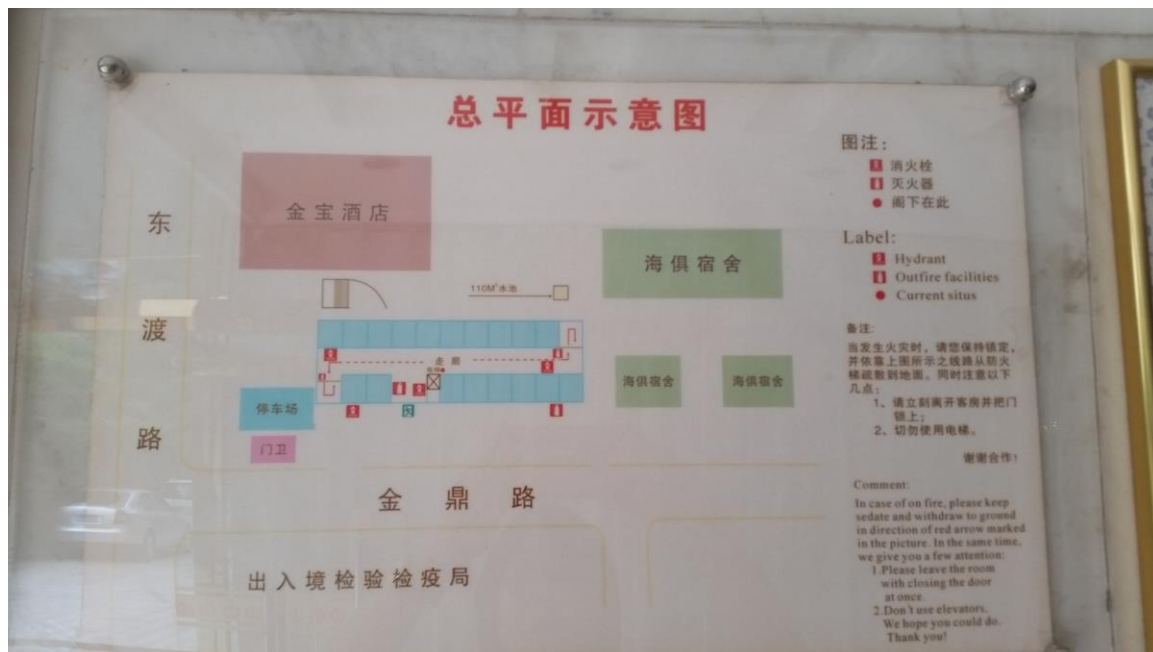 总平面示意图
图注：
消火栓
灭火器
阁下在此
Label:
Hydrant
Outfire facilities
Current situs
备注:
当发生火灾时，请您保持镇定，
并依靠上图所示之线路从防火
梯疏散到地面。同时注意以下
几点：
1、请立刻离开客房并把门
锁上；
2、切勿使用电梯。
谢谢合作！
Comment:
In case of on fire, please keep
sedate and withdraw to ground
in direction of red arrow marked
in the picture. In the same time,
we give you a few attention:
1.Please leave the room
with closing the door
at once.
2.Don't use elevators.
We hope you could do.
Thank you!
东渡路
金宝酒店
海俱宿舍
110M³水池
走廊
海俱宿舍
海俱宿舍
停车场
门卫
金鼎路
出入境检验检疫局